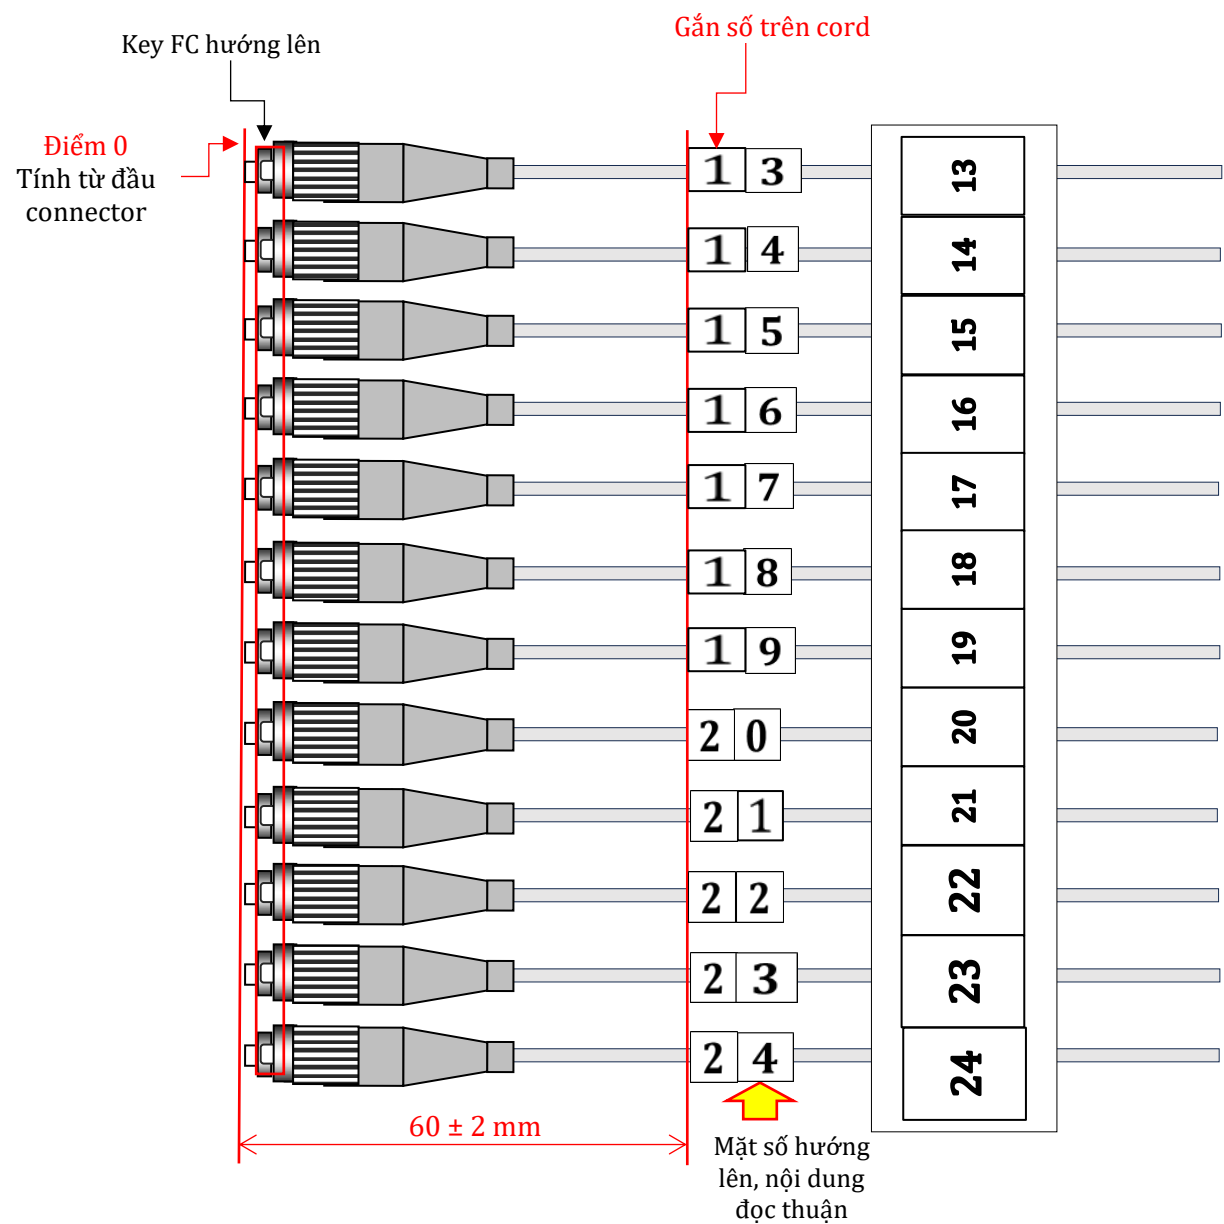 Gắn số trên cord
Key FC hướng lên
Điểm 0
Tính từ đầu
connector
1 3 13
1 4 14
1 5 15
1 6 16
1 7 17
1 8 18
1 9 19
2 0 20
2 1 21
2 2 22
2 3 23
2 4 24
60 ± 2 mm
Mặt số hướng
lên, nội dung
đọc thuận